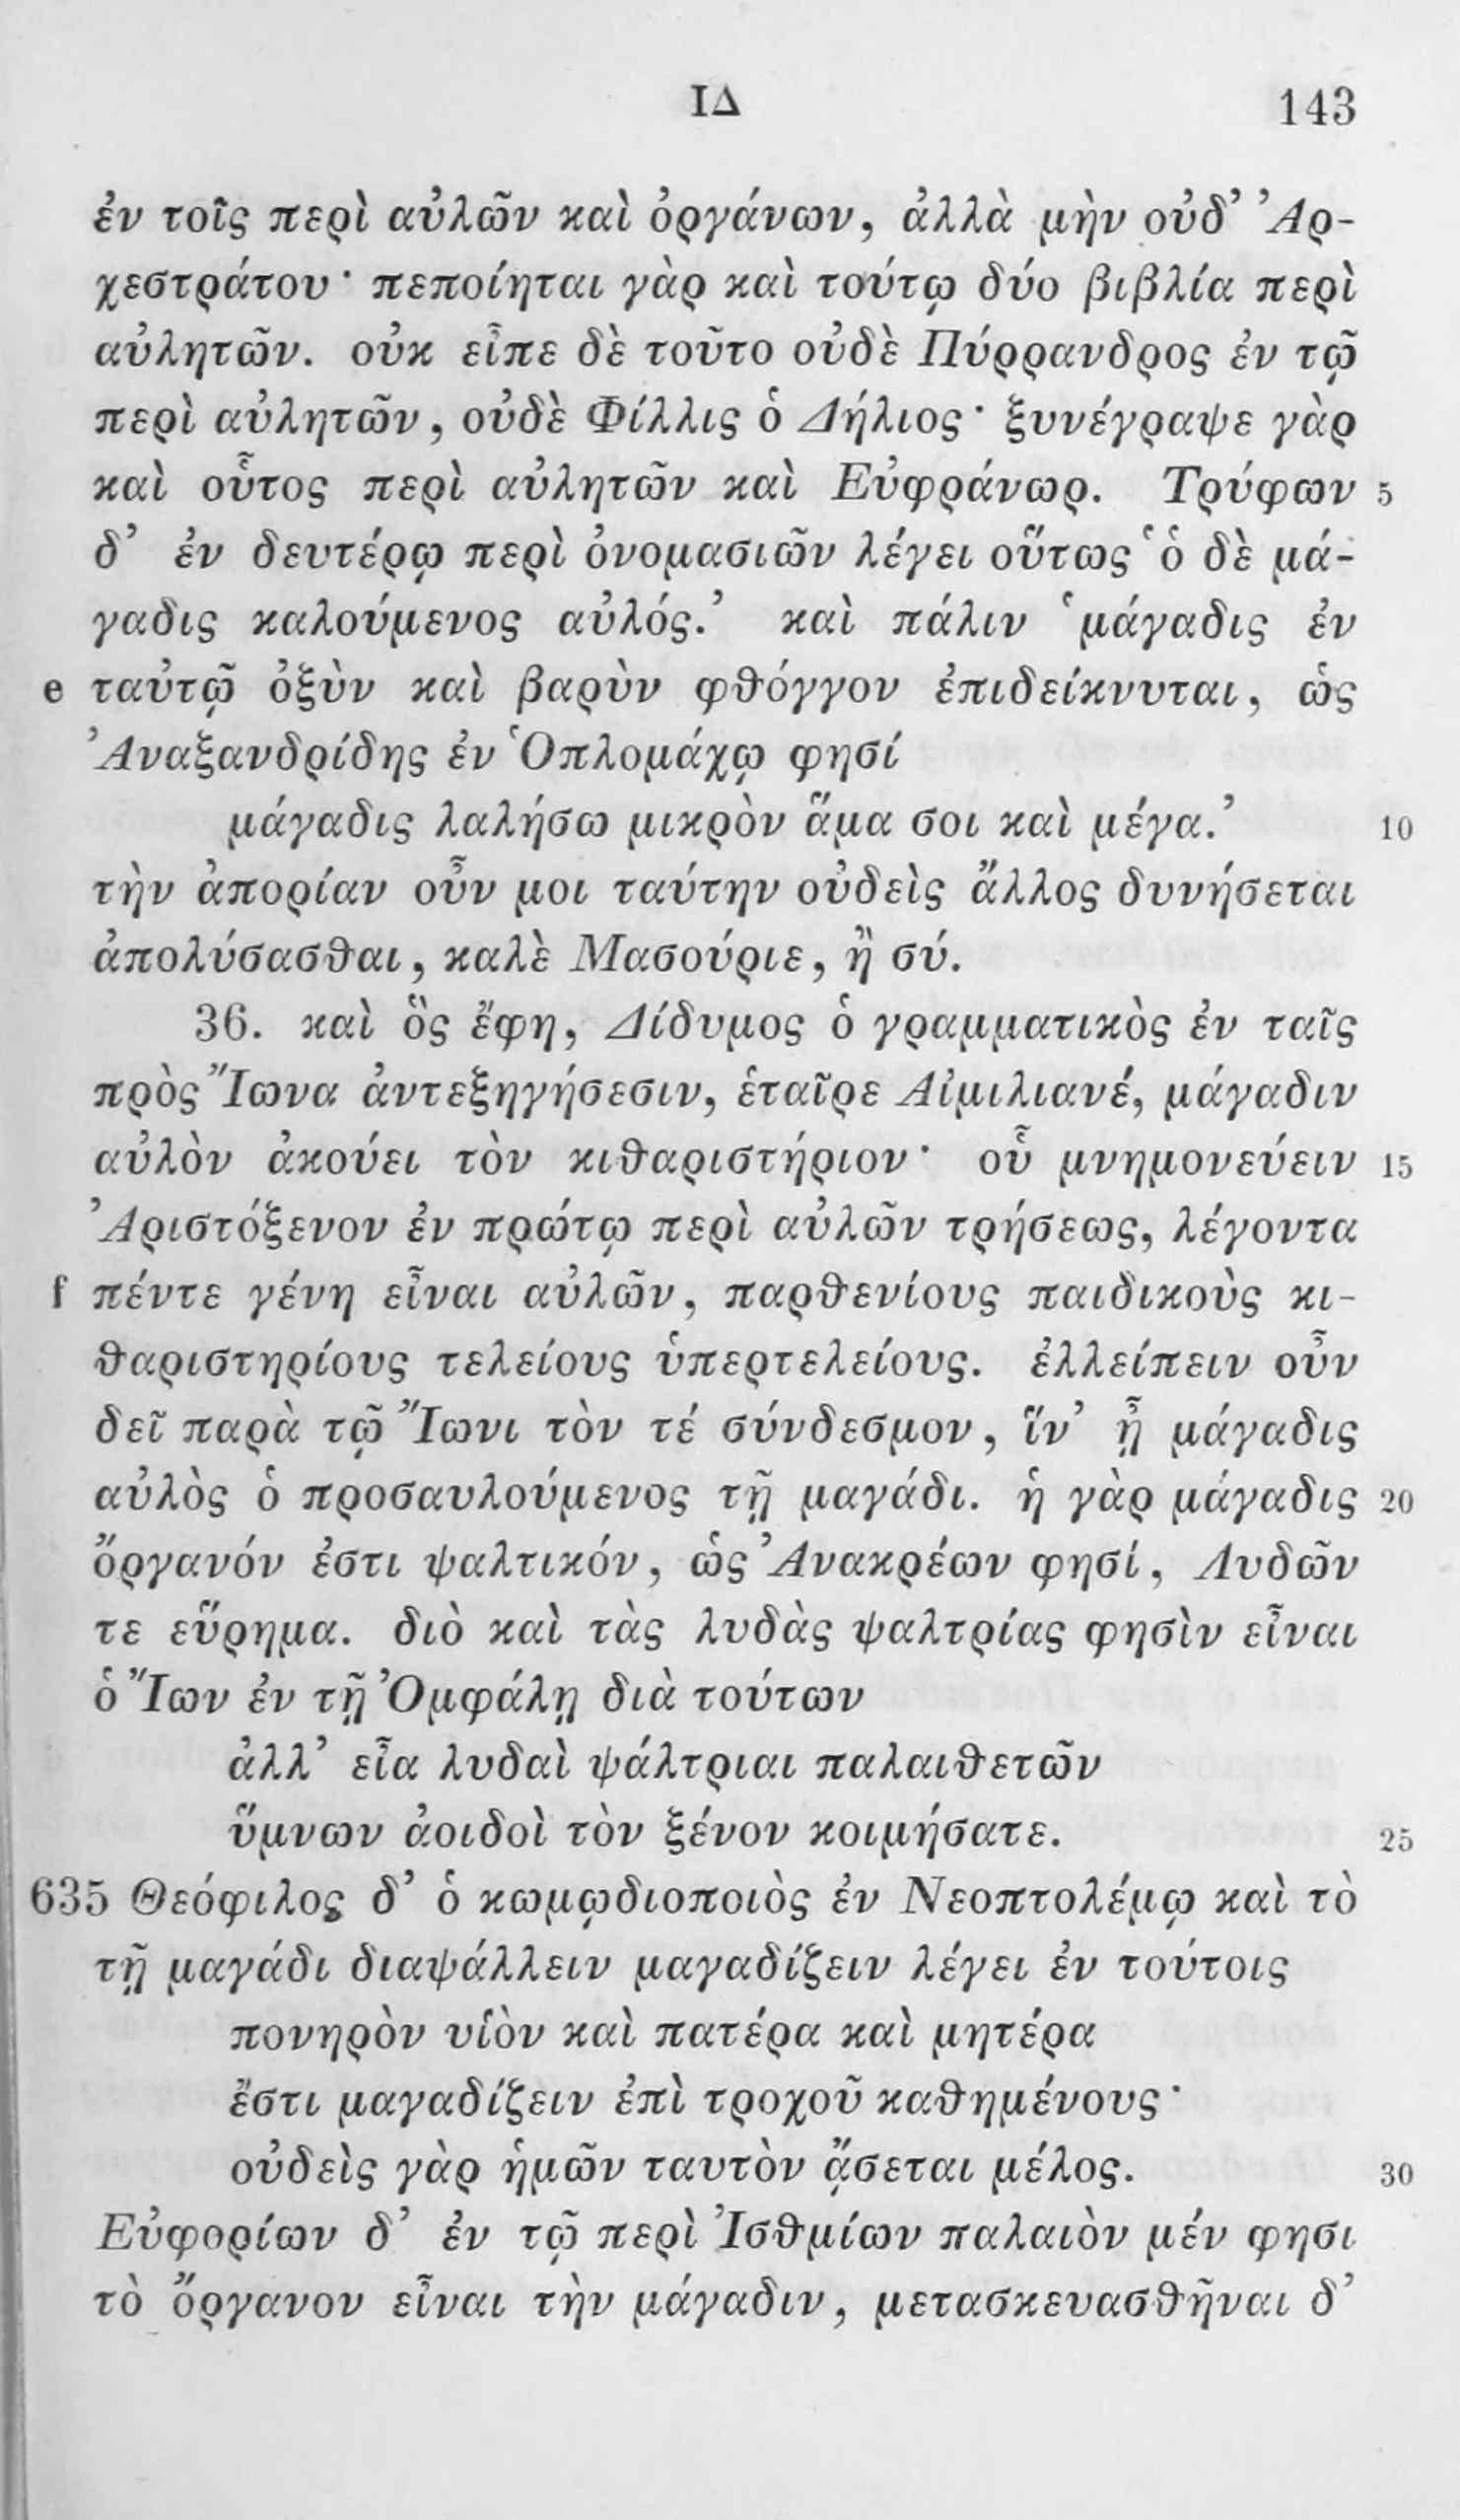 ΙΔ 143
ἐν τοῖς περὶ αὐλῶν καὶ ὀργάνων, ἀλλὰ μὴν οὐδ’ Ἀρ-
χεστράτου· πεποίηται γὰρ καὶ τούτῳ δύο βιβλία περὶ
αὐλητῶν. οὐκ εἶπε δὲ τοῦτο οὐδὲ Πύρρανδρος ἐν τῷ
περὶ αὐλητῶν, οὐδὲ Φίλλις ὁ Δήλιος· ξυνέγραψε γὰρ
καὶ οὗτος περὶ αὐλητῶν καὶ Εὐφράνωρ. Τρύφων 5
δ’ ἐν δευτέρῳ περὶ ὀνομασιῶν λέγει οὕτως ‘ὁ δὲ μά-
γαδις καλούμενος αὐλός.’ καὶ πάλιν ‘μάγαδις ἐν
e ταὐτῷ ὀξὺν καὶ βαρὺν φθόγγον ἐπιδείκνυται, ὡς
Ἀναξανδρίδης ἐν Ὁπλομάχῳ φησί
μάγαδις λαλήσω μικρὸν ἅμα σοι καὶ μέγα.’ 10
τὴν ἀπορίαν οὖν μοι ταύτην οὐδεὶς ἄλλος δυνήσεται
ἀπολύσασθαι, καλὲ Μασούριε, ἢ σύ.
36. καὶ ὃς ἔφη, Δίδυμος ὁ γραμματικὸς ἐν ταῖς
πρὸς Ἴωνα ἀντεξηγήσεσιν, ἑταῖρε Αἰμιλιανέ, μάγαδιν
αὐλὸν ἀκούει τὸν κιθαριστήριον· οὗ μνημονεύειν 15
Ἀριστόξενον ἐν πρώτῳ περὶ αὐλῶν τρήσεως, λέγοντα
f πέντε γένη εἶναι αὐλῶν, παρθενίους παιδικοὺς κι-
θαριστηρίους τελείους ὑπερτελείους. ἐλλείπειν οὖν
δεῖ παρὰ τῷ Ἴωνι τὸν τέ σύνδεσμον, ἵν’ ᾖ μάγαδις
αὐλὸς ὁ προσαυλούμενος τῇ μαγάδι. ἡ γὰρ μάγαδις 20
ὄργανόν ἐστι ψαλτικόν, ὡς Ἀνακρέων φησί, Λυδῶν
τε εὕρημα. διὸ καὶ τὰς λυδὰς ψαλτρίας φησὶν εἶναι
ὁ Ἴων ἐν τῇ Ὀμφάλῃ διὰ τούτων
ἀλλ’ εἶα λυδαὶ ψάλτριαι παλαιθετῶν
ὕμνων ἀοιδοὶ τὸν ξένον κοιμήσατε. 25
635 Θεόφιλος δ’ ὁ κωμῳδιοποιὸς ἐν Νεοπτολέμῳ καὶ τὸ
τῇ μαγάδι διαψάλλειν μαγαδίζειν λέγει ἐν τούτοις
πονηρὸν υἱὸν καὶ πατέρα καὶ μητέρα
ἔστι μαγαδίζειν ἐπὶ τροχοῦ καθημένους·
οὐδεὶς γὰρ ἡμῶν ταυτὸν ᾄσεται μέλος. 30
Εὐφορίων δ’ ἐν τῷ περὶ Ἰσθμίων παλαιὸν μέν φησι
τὸ ὄργανον εἶναι τὴν μάγαδιν, μετασκευασθῆναι δ’